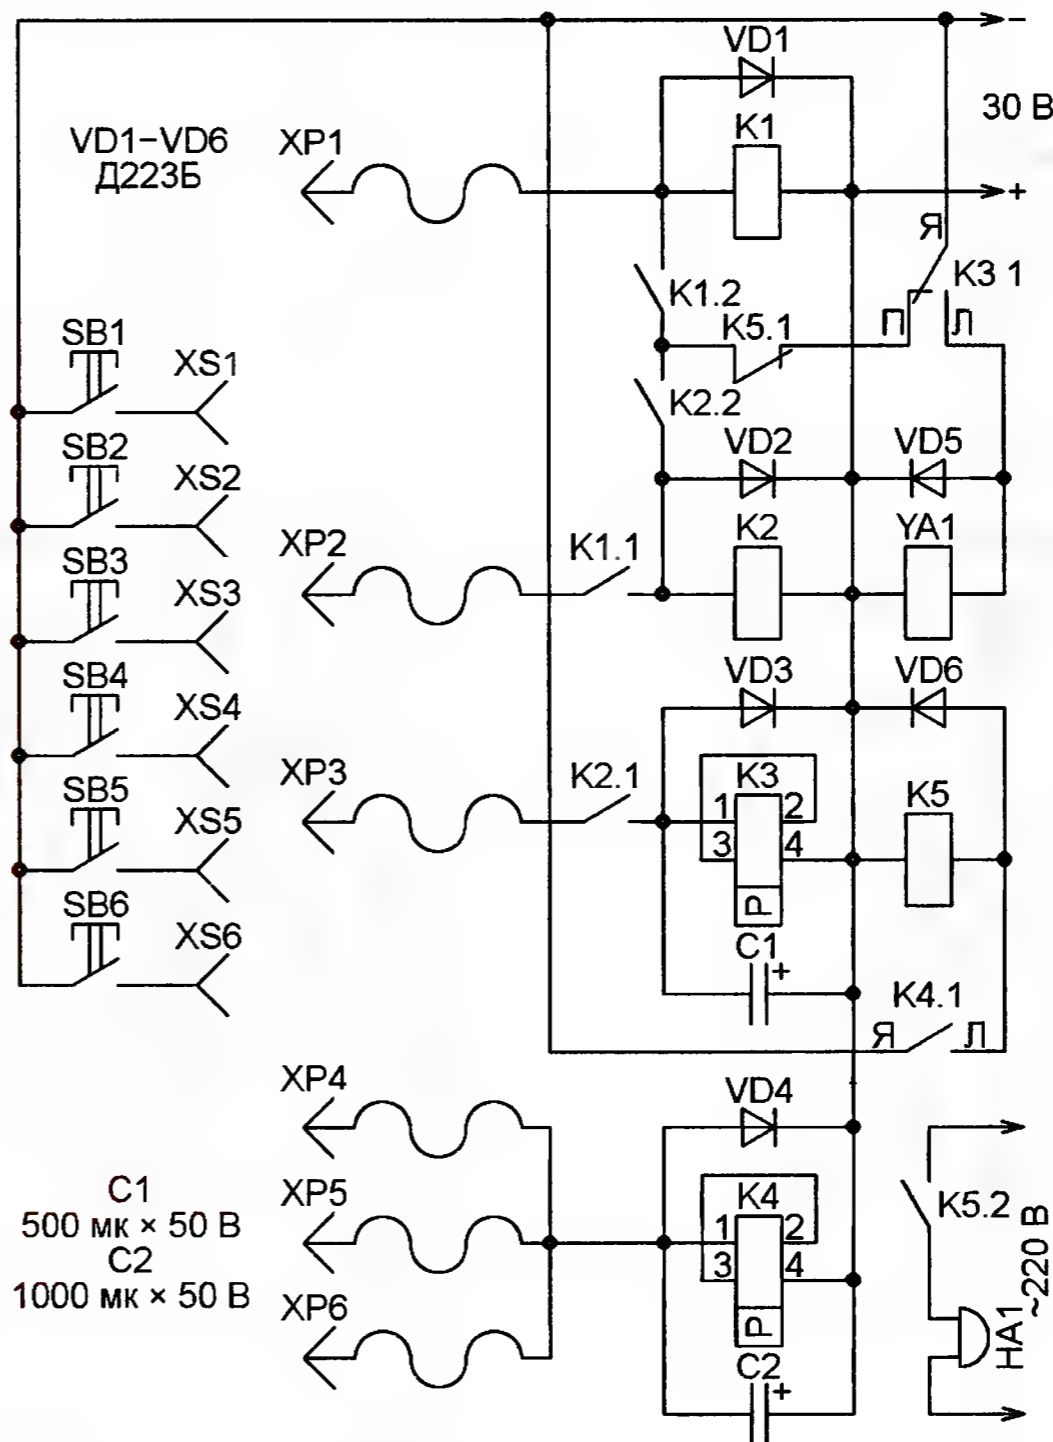 VD1
–
30 В
VD1–VD6
Д223Б
XP1
K1
+
Я
K3 1
K1.2
K5.1
П
Л
SB1
XS1
K2.2
SB2
XS2
VD2
VD5
XP2
K1.1
K2
YA1
SB3
XS3
VD3
VD6
SB4
XS4
XP3
K2.1
K3
1
2
3
4
P
K5
SB5
XS5
SB6
XS6
C1
+
K4.1
Я
Л
XP4
VD4
C1
500 мк × 50 В
C2
1000 мк × 50 В
XP5
K4
1
2
3
4
P
K5.2
~220 В
XP6
HA1
C2
+